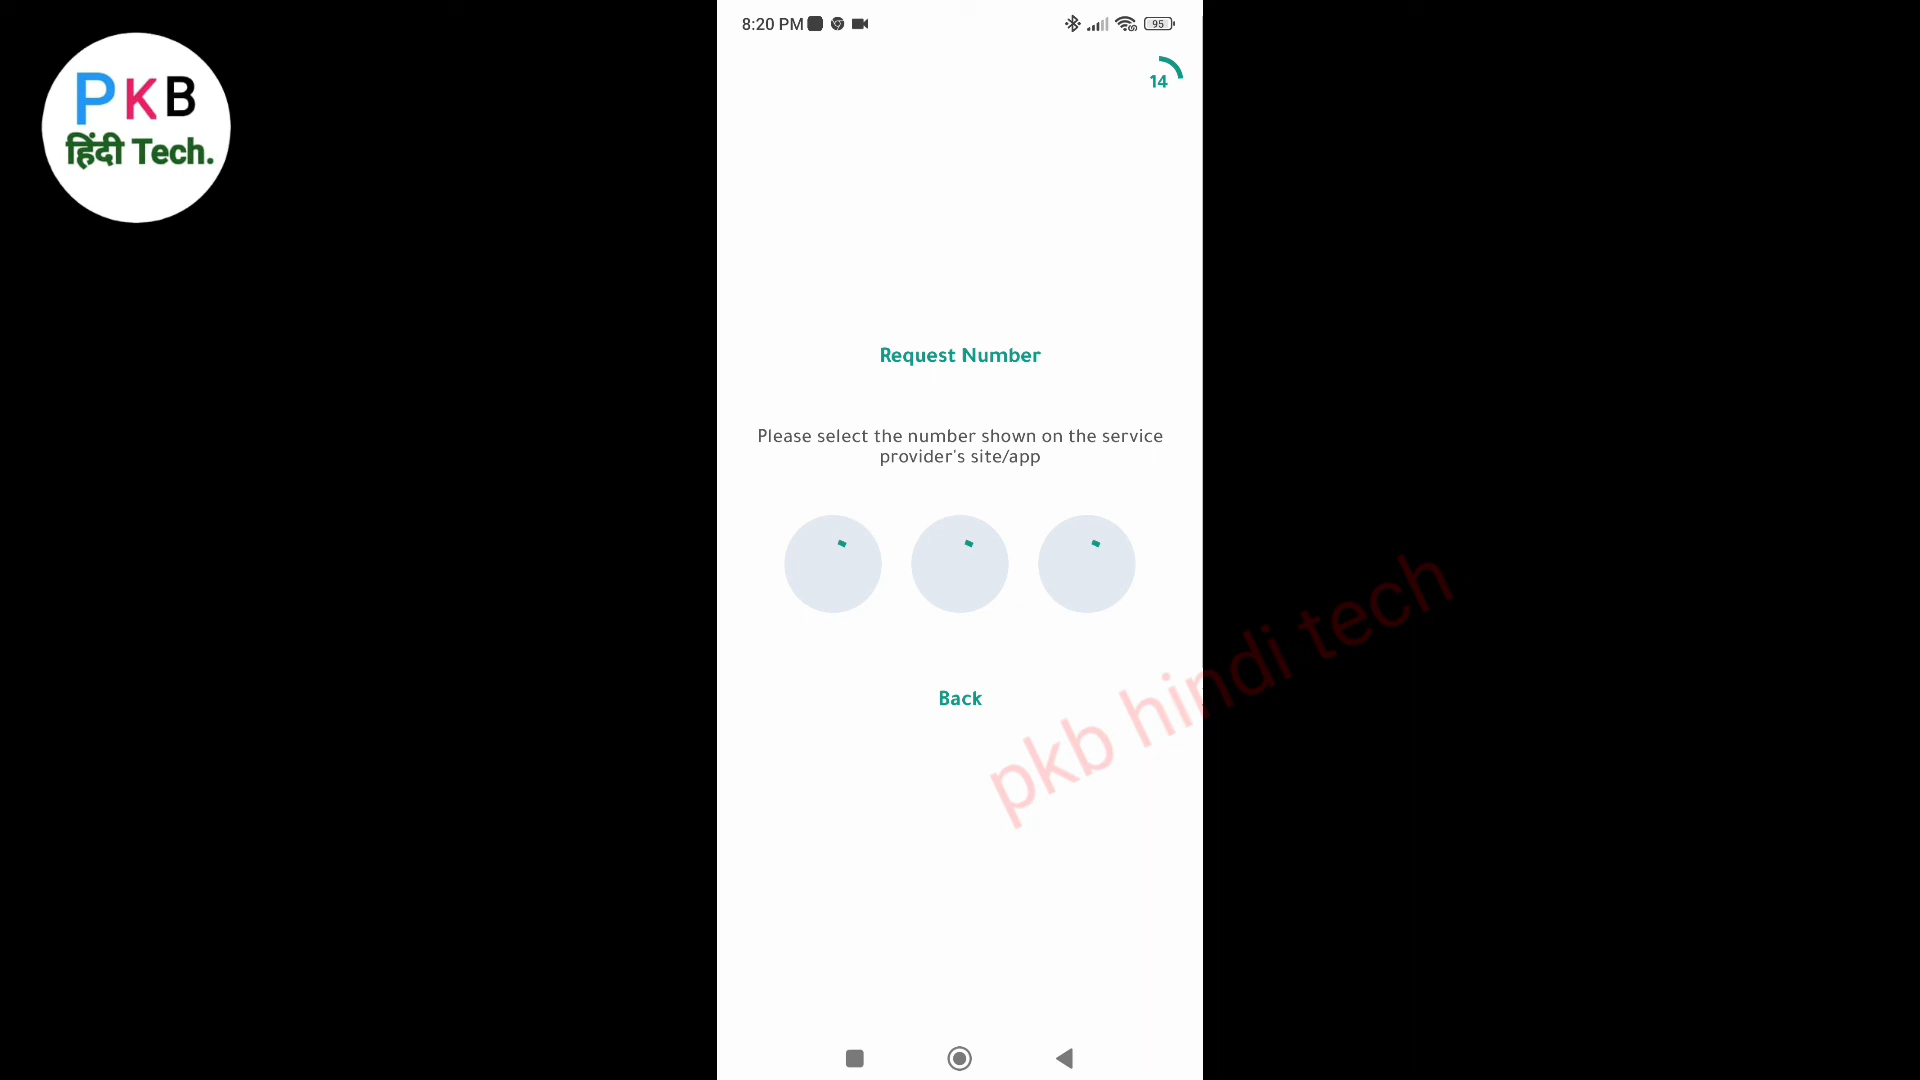 PKB
हिंदी Tech.
8:20 PM
95
14
Request Number
Please select the number shown on the service
provider's site/app
Back
pkb hindi tech